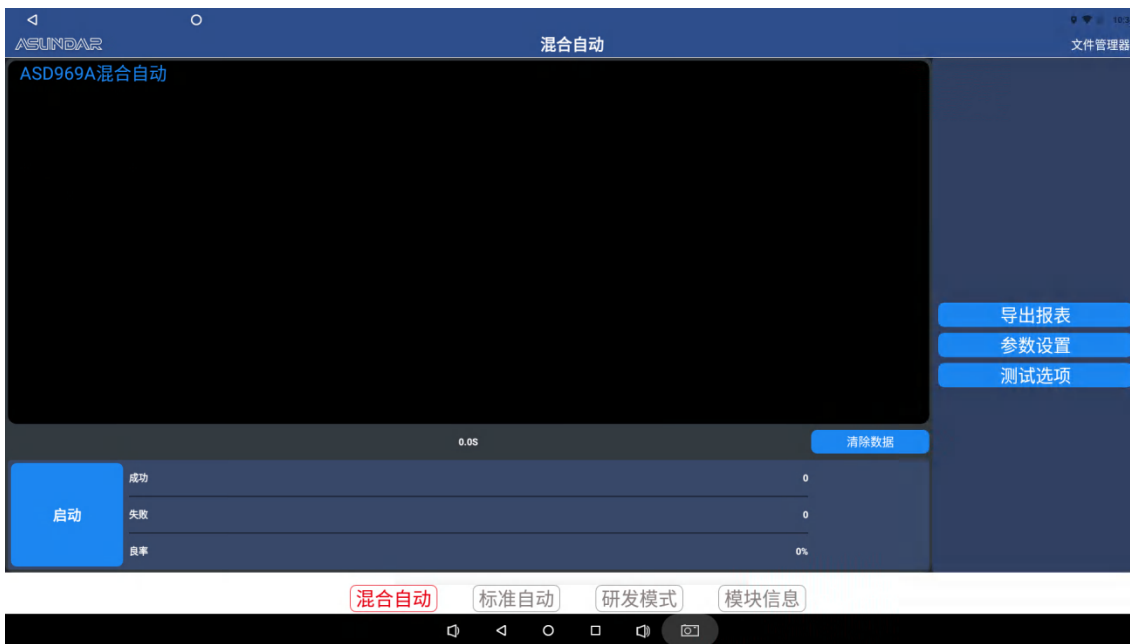 ASUNDAR
混合自动
文件管理器
ASD969A混合自动
导出报表
参数设置
测试选项
0.0S
清除数据
启动
成功 0
失败 0
良率 0%
混合自动 标准自动 研发模式 模块信息